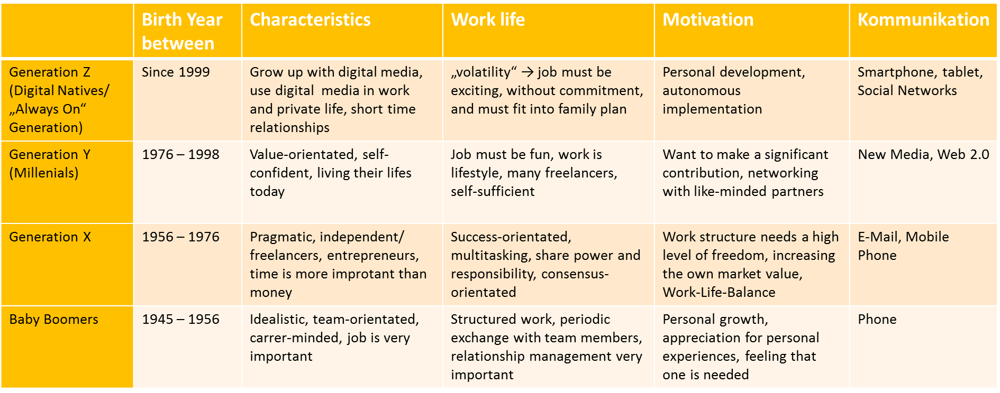 Birth Year
between
Characteristics
Work life
Motivation
Kommunikation
Generation Z
(Digital Natives/
„Always On“
Generation)
Since 1999
Grow up with digital media,
use digital media in work
and private life, short time
relationships
„volatility“ → job must be
exciting, without commitment,
and must fit into family plan
Personal development,
autonomous
implementation
Smartphone, tablet,
Social Networks
Generation Y
(Millenials)
1976 – 1998
Value-orientated, self-
confident, living their lifes
today
Job must be fun, work is
lifestyle, many freelancers,
self-sufficient
Want to make a significant
contribution, networking
with like-minded partners
New Media, Web 2.0
Generation X
1956 – 1976
Pragmatic, independent/
freelancers, entrepreneurs,
time is more improtant than
money
Success-orientated,
multitasking, share power and
responsibility, consensus-
orientated
Work structure needs a high
level of freedom, increasing
the own market value,
Work-Life-Balance
E-Mail, Mobile
Phone
Baby Boomers
1945 – 1956
Idealistic, team-orientated,
carrer-minded, job is very
important
Structured work, periodic
exchange with team members,
relationship management very
important
Personal growth,
appreciation for personal
experiences, feeling that
one is needed
Phone